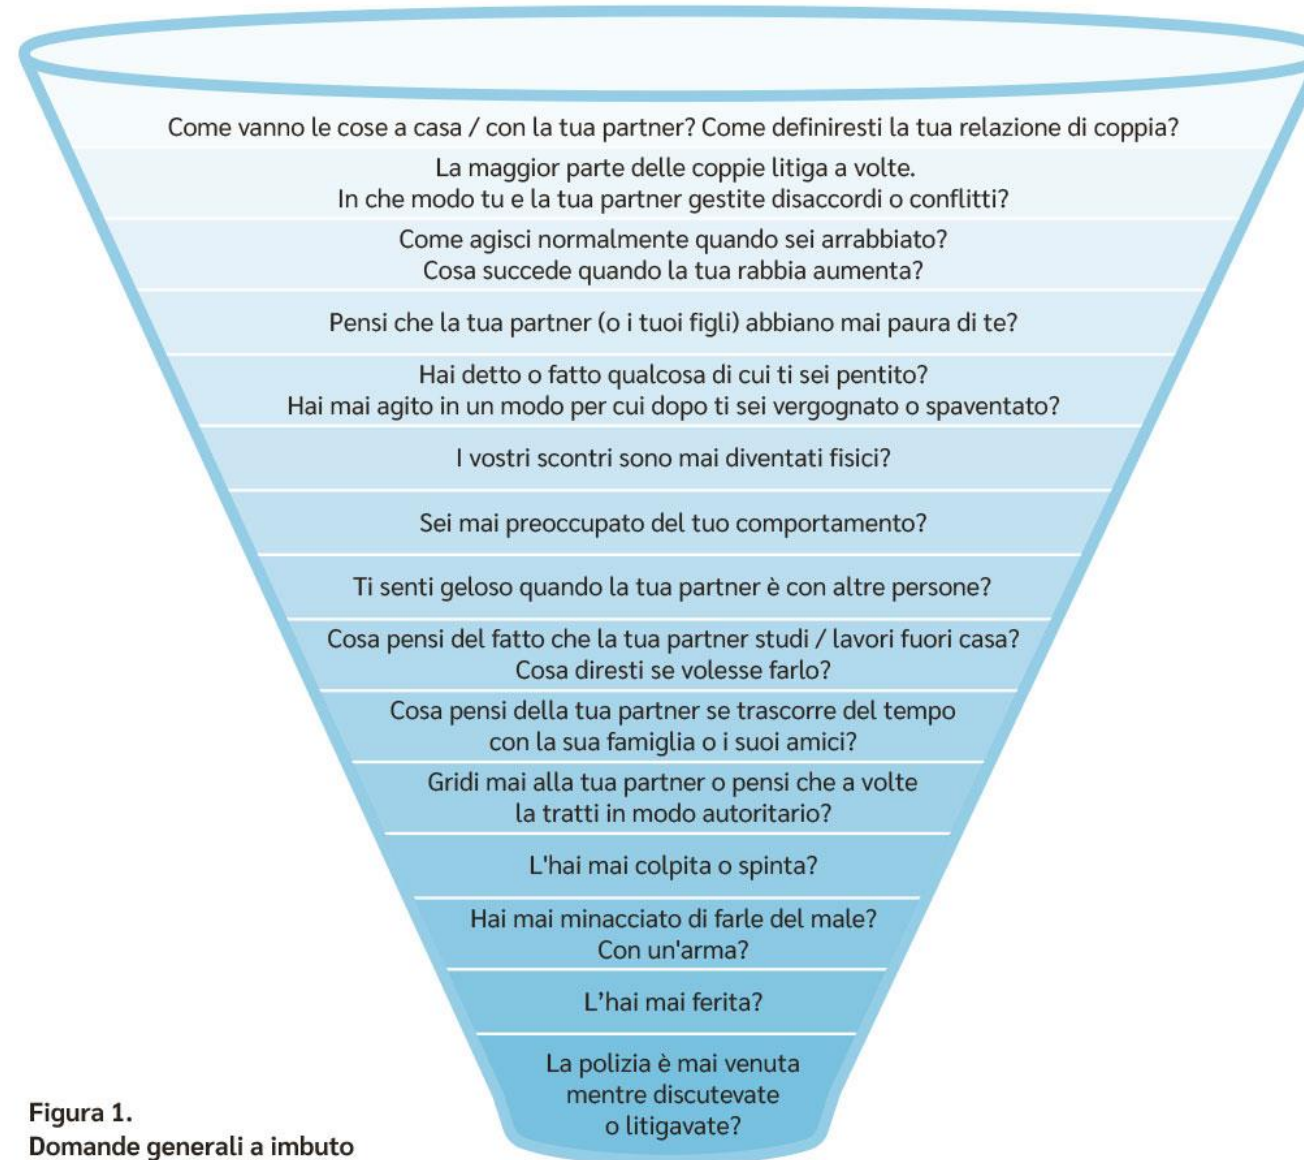 Come vanno le cose a casa / con la tua partner? Come definiresti la tua relazione di coppia?
La maggior parte delle coppie litiga a volte.
In che modo tu e la tua partner gestite disaccordi o conflitti?
Come agisci normalmente quando sei arrabbiato?
Cosa succede quando la tua rabbia aumenta?
Pensi che la tua partner (o i tuoi figli) abbiano mai paura di te?
Hai detto o fatto qualcosa di cui ti sei pentito?
Hai mai agito in un modo per cui dopo ti sei vergognato o spaventato?
I vostri scontri sono mai diventati fisici?
Sei mai preoccupato del tuo comportamento?
Ti senti geloso quando la tua partner è con altre persone?
Cosa pensi del fatto che la tua partner studi / lavori fuori casa?
Cosa diresti se volesse farlo?
Cosa pensi della tua partner se trascorre del tempo
con la sua famiglia o i suoi amici?
Gridi mai alla tua partner o pensi che a volte
la tratti in modo autoritario?
L'hai mai colpita o spinta?
Hai mai minacciato di farle del male?
Con un'arma?
L’hai mai ferita?
La polizia è mai venuta
mentre discutevate
o litigavate?
Figura 1.
Domande generali a imbuto